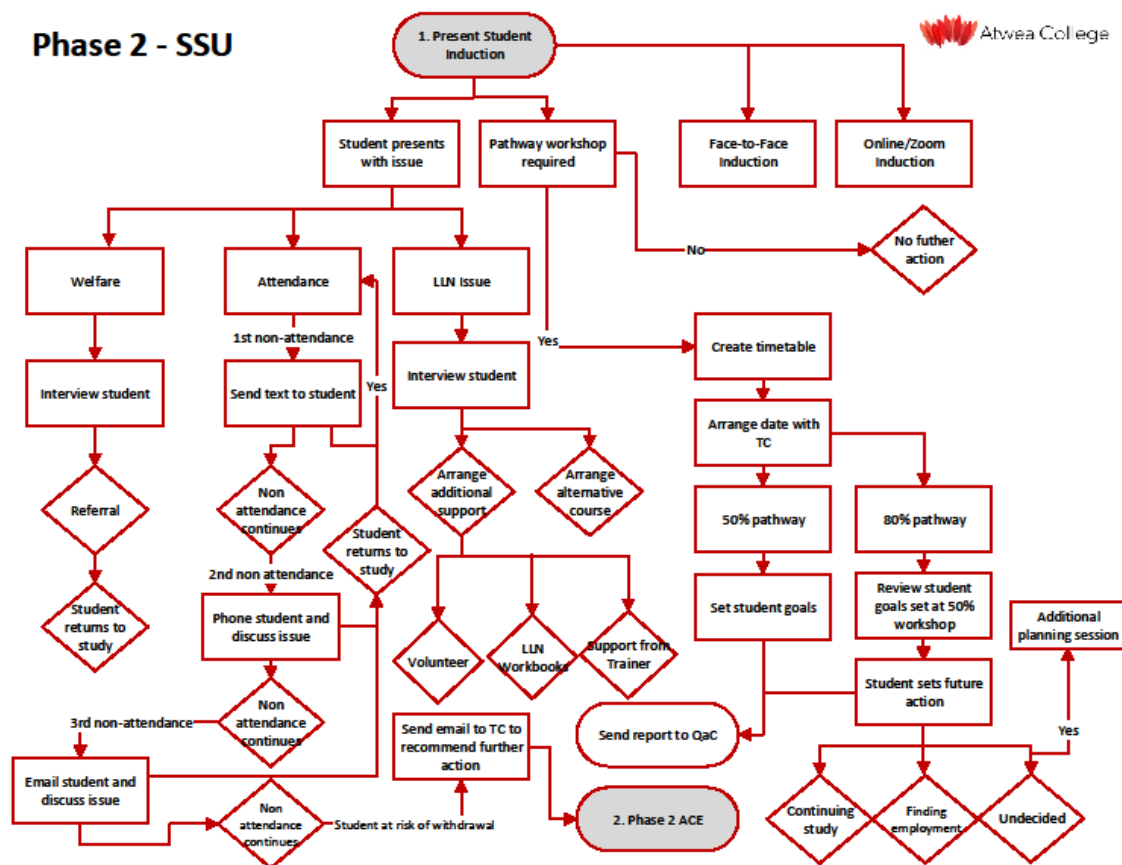 Phase 2 - SSU
1. Present Student
Induction
Atwea College
Student presents
with issue
Pathway workshop
required
Face-to-Face
Induction
Online/Zoom
Induction
No
No futher
action
Welfare
Attendance
LLN Issue
1st non-attendance
Yes
Yes
Create timetable
Interview student
Send text to student
Interview student
Arrange date with
TC
Referral
Non
attendance
continues
Arrange
additional
support
Arrange
alternative
course
50% pathway
80% pathway
Student
returns to
study
2nd non attendance
Student
returns to
study
Phone student and
discuss issue
Volunteer
LLN
Workbooks
Support from
Trainer
Set student goals
Review student
goals set at 50%
workshop
Additional
planning session
Student sets future
action
3rd non-attendance
Non
attendance
continues
Send email to TC to
recommend further
action
Send report to QaC
Yes
Email student and
discuss issue
Non
attendance
continues
Student at risk of withdrawal
2. Phase 2 ACE
Continuing
study
Finding
employment
Undecided